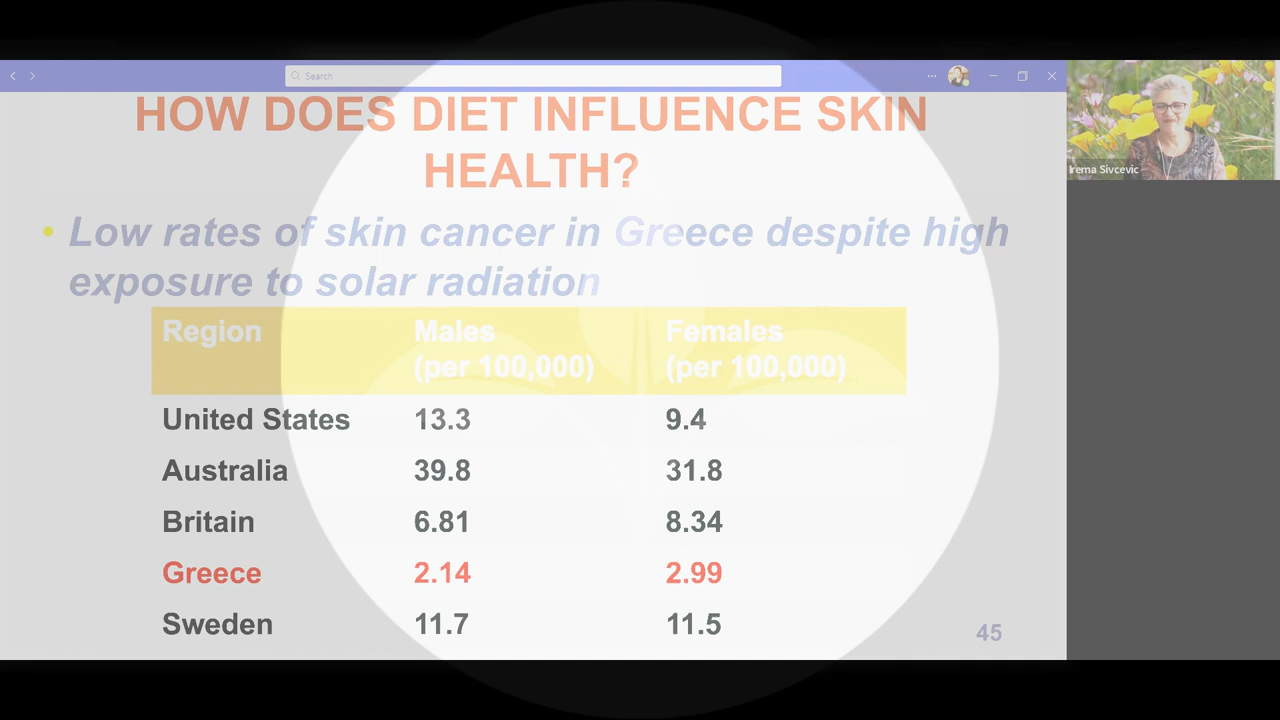 Search
HOW DOES DIET INFLUENCE SKIN
HEALTH?
• Low rates of skin cancer in Greece despite high
exposure to solar radiation
Region Males Females
(per 100,000) (per 100,000)
United States 13.3 9.4
Australia 39.8 31.8
Britain 6.81 8.34
Greece 2.14 2.99
Sweden 11.7 11.5
45
Irema Sivcevic